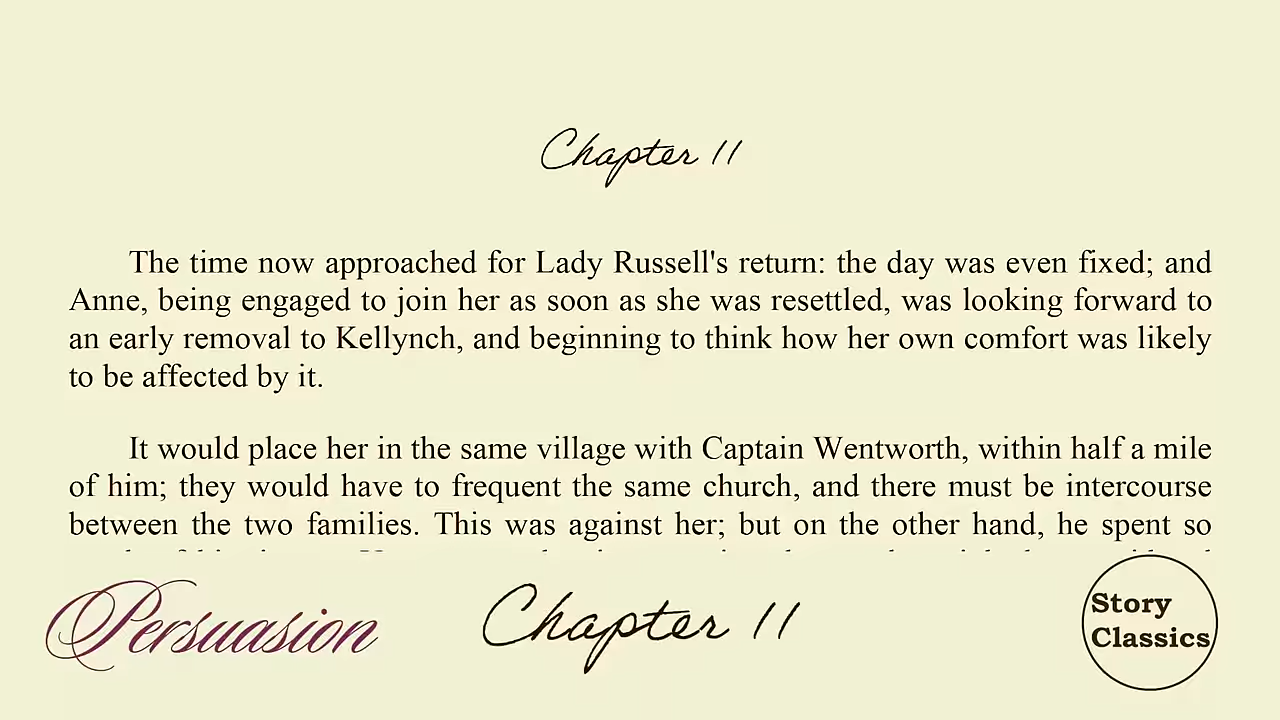 Chapter 11
The time now approached for Lady Russell's return: the day was even fixed; and
Anne, being engaged to join her as soon as she was resettled, was looking forward to
an early removal to Kellynch, and beginning to think how her own comfort was likely
to be affected by it.
It would place her in the same village with Captain Wentworth, within half a mile
of him; they would have to frequent the same church, and there must be intercourse
between the two families. This was against her; but on the other hand, he spent so
Persuasion
Chapter 11
Story
Classics